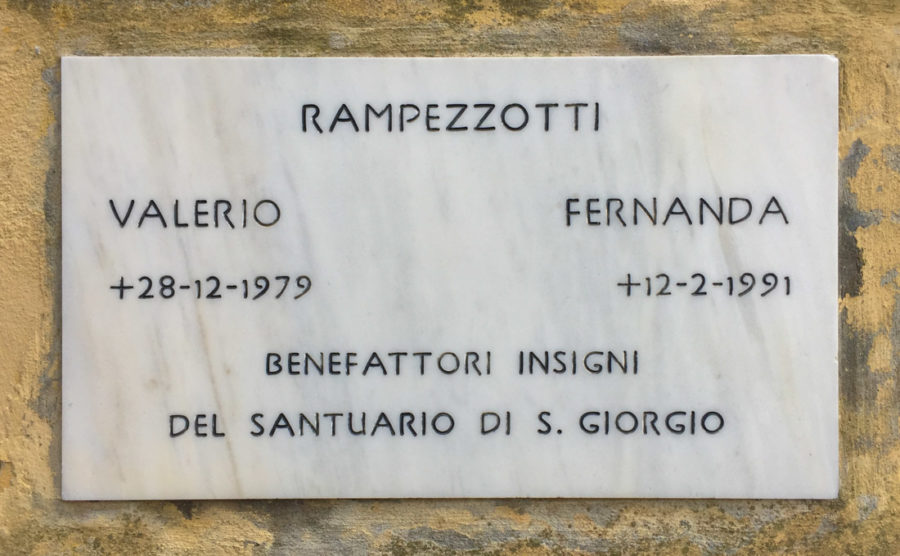 RAMPEZZOTTI
VALERIO FERNANDA
+28-12-1979 +12-2-1991
BENEFATTORI INSIGNI
DEL SANTUARIO DI S. GIORGIO